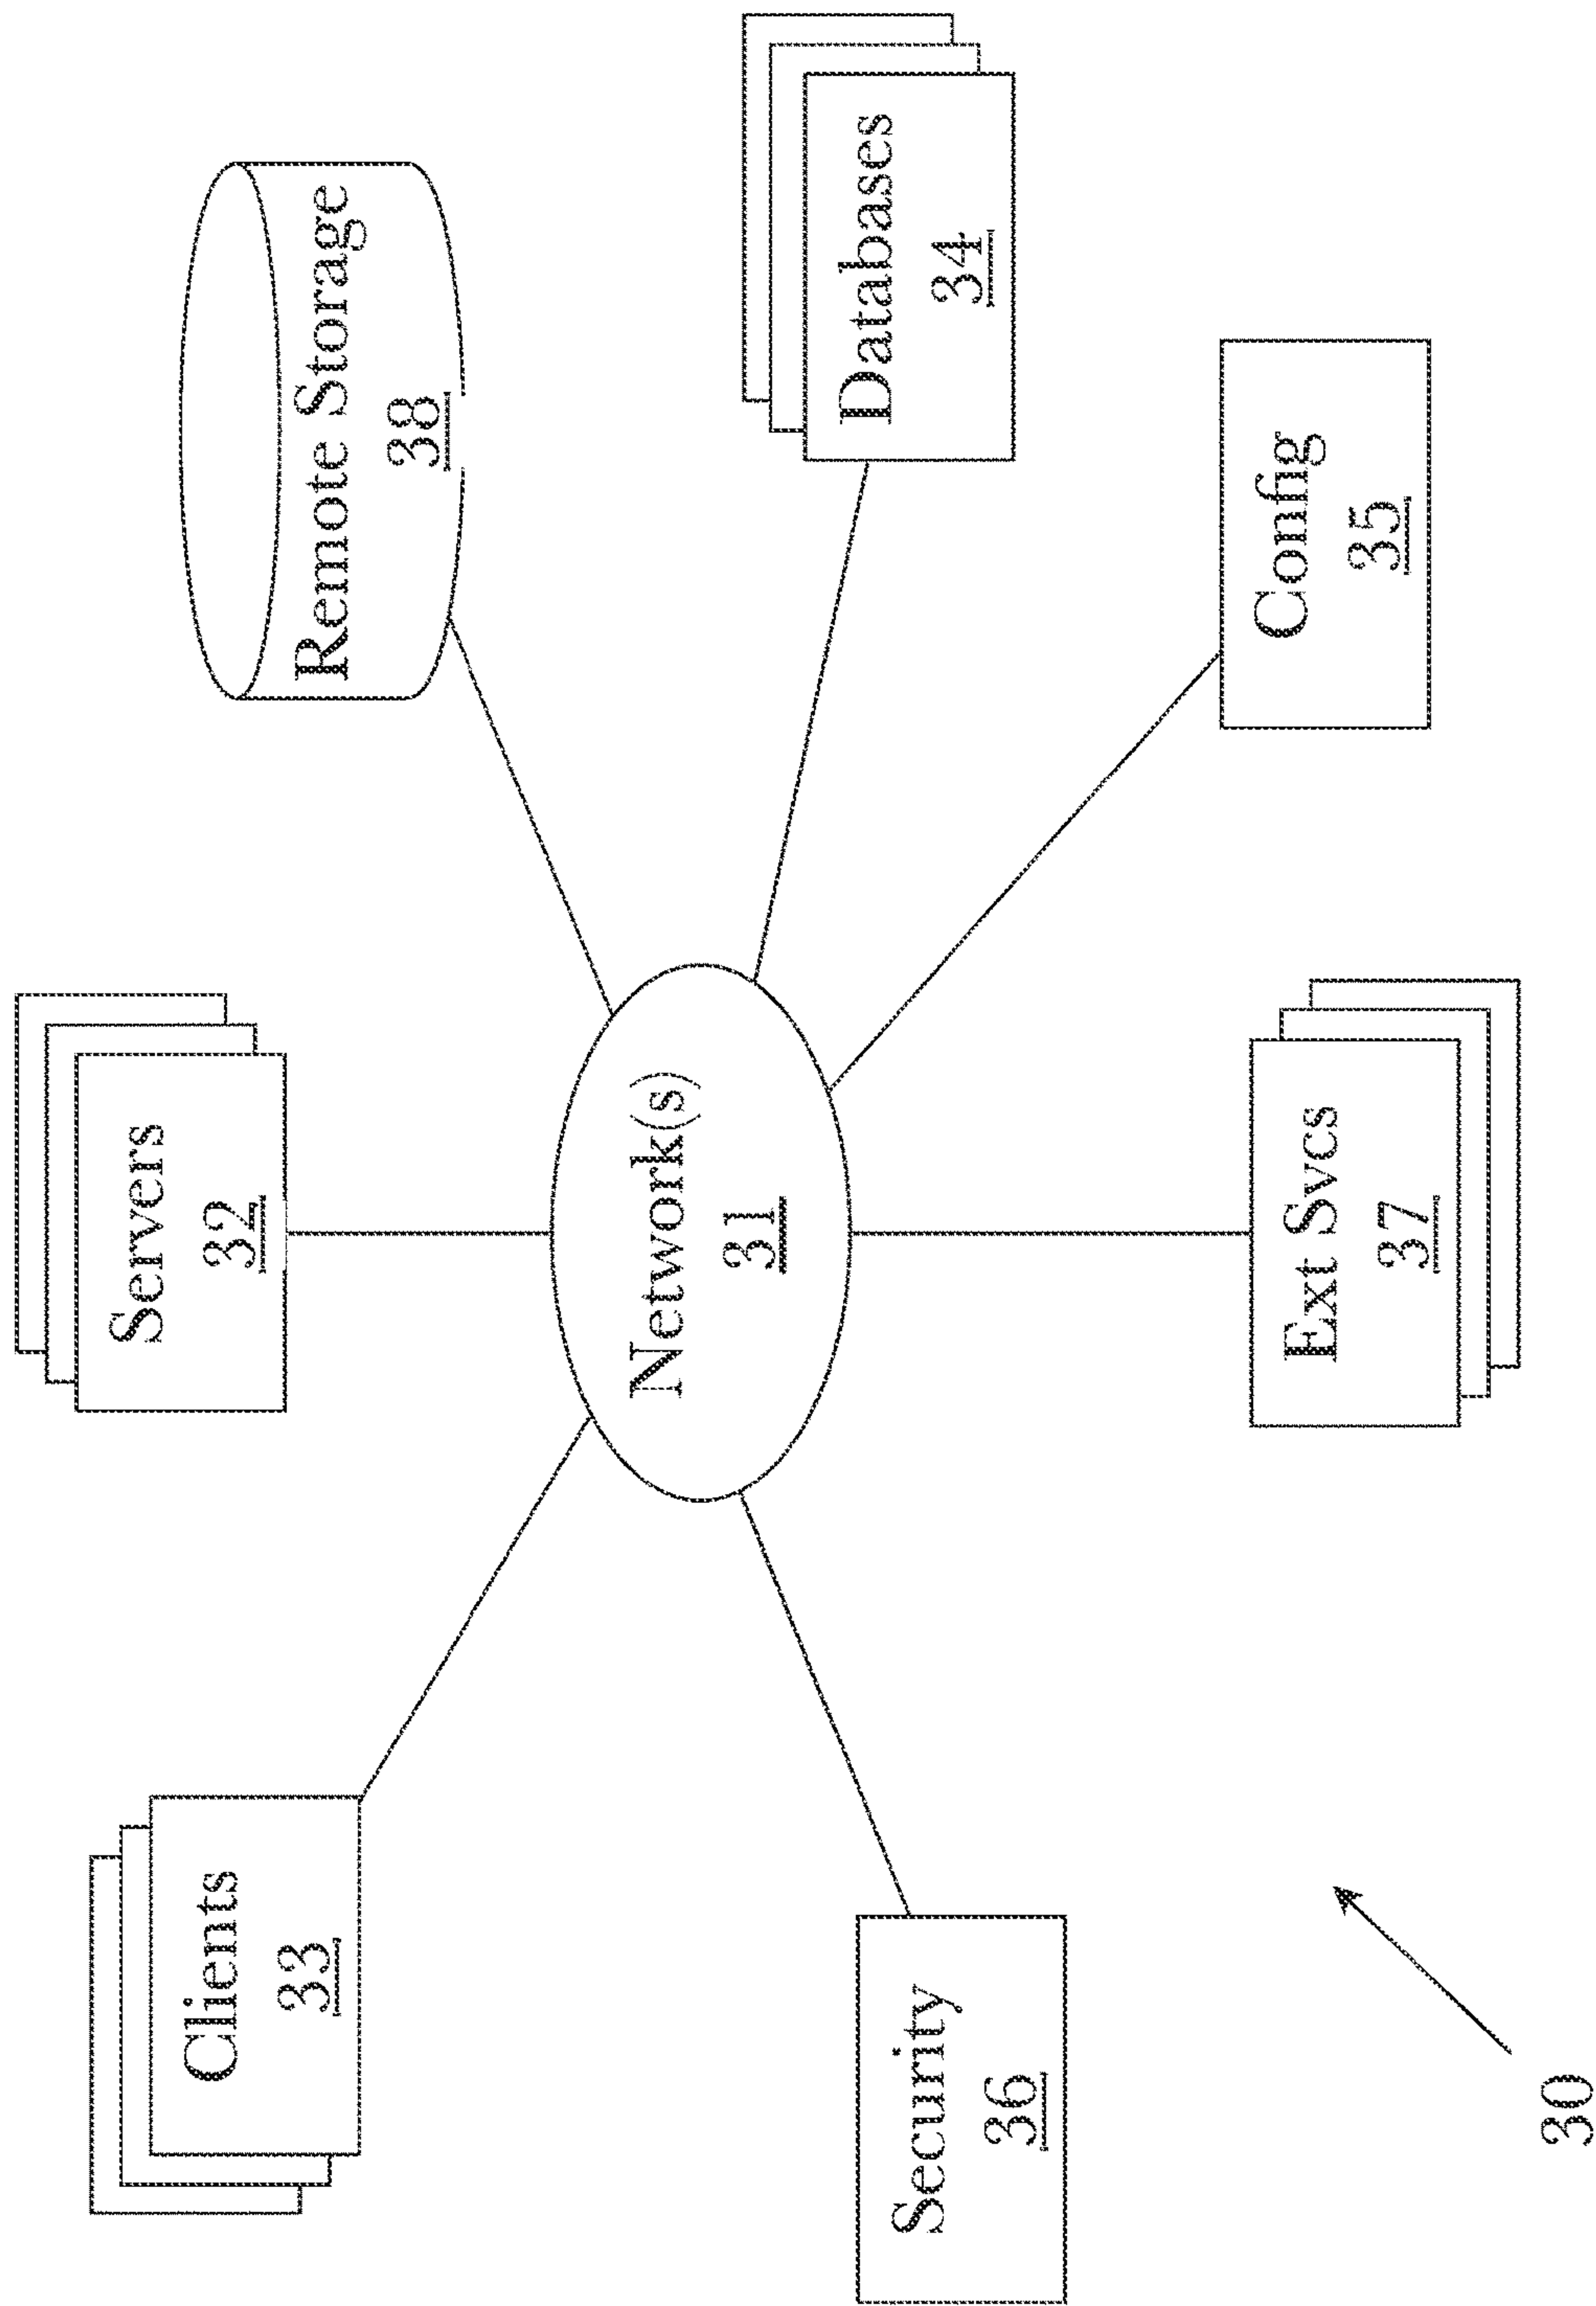 Servers
32
Clients
33
Remote Storage
38
Network(s)
31
Databases
34
Security
36
Ext Svcs
37
Config
35
30